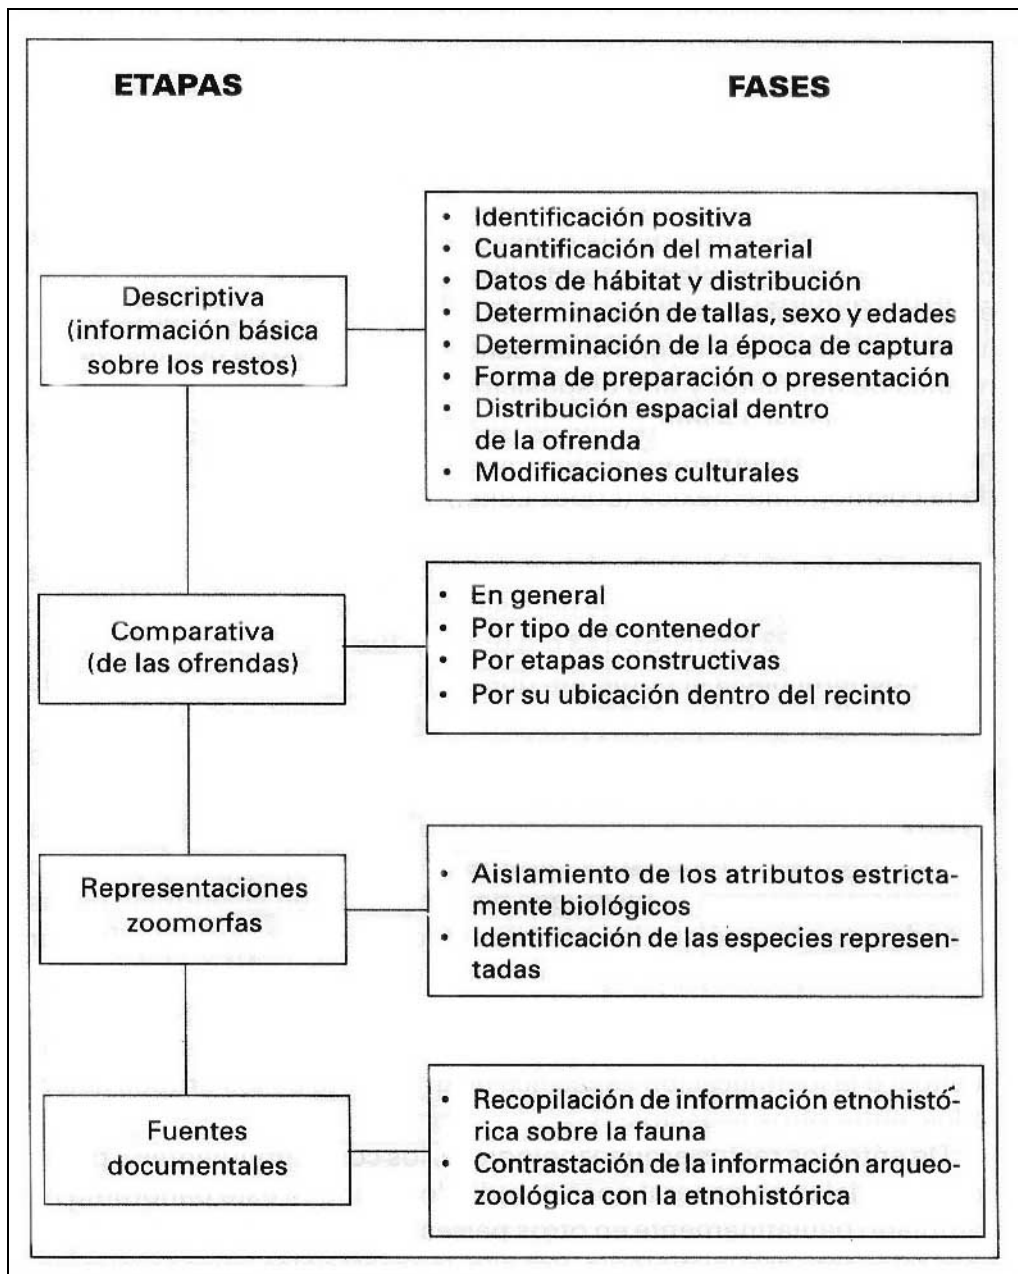 ETAPAS
FASES
Descriptiva
(información básica
sobre los restos)
• Identificación positiva
• Cuantificación del material
• Datos de hábitat y distribución
• Determinación de tallas, sexo y edades
• Determinación de la época de captura
• Forma de preparación o presentación
• Distribución espacial dentro
de la ofrenda
• Modificaciones culturales
Comparativa
(de las ofrendas)
• En general
• Por tipo de contenedor
• Por etapas constructivas
• Por su ubicación dentro del recinto
Representaciones
zoomorfas
• Aislamiento de los atributos estricta-
mente biológicos
• Identificación de las especies represen-
tadas
Fuentes
documentales
• Recopilación de información etnohistó-
rica sobre la fauna
• Contrastación de la información arqueo-
zoológica con la etnohistórica